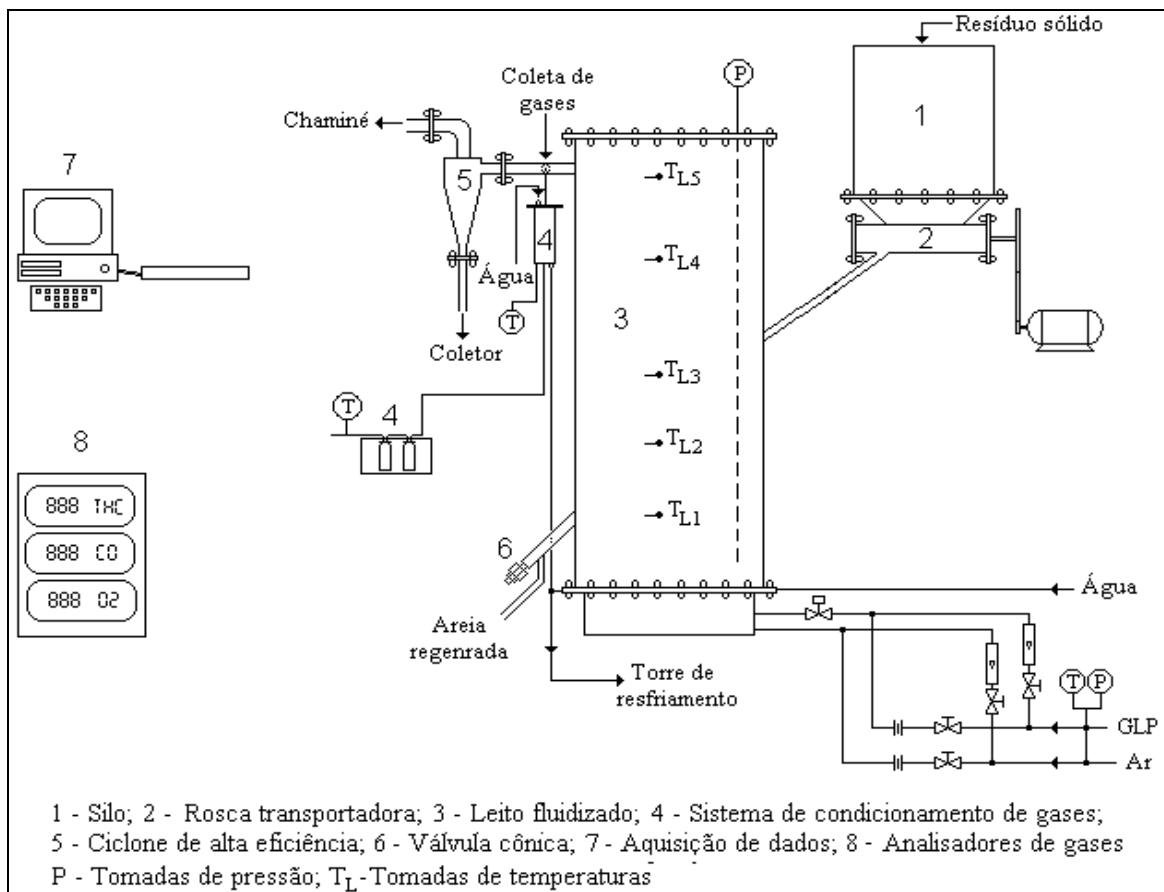 Resíduo sólido
P
Coleta de
gases
1
Chaminé
7
5
TL5
2
4
Água
TL4
T
3
Coletor
TL3
T
4
8
TL2
888 THC
TL1
888 CO
6
888 O2
Água
Areia
regenrada
Torre de
resfriamento
T P
GLP
Ar
1 - Silo; 2 - Rosca transportadora; 3 - Leito fluidizado; 4 - Sistema de condicionamento de gases;
5 - Ciclone de alta eficiência; 6 - Válvula cônica; 7 - Aquisição de dados; 8 - Analisadores de gases
P - Tomadas de pressão; TL-Tomadas de temperaturas